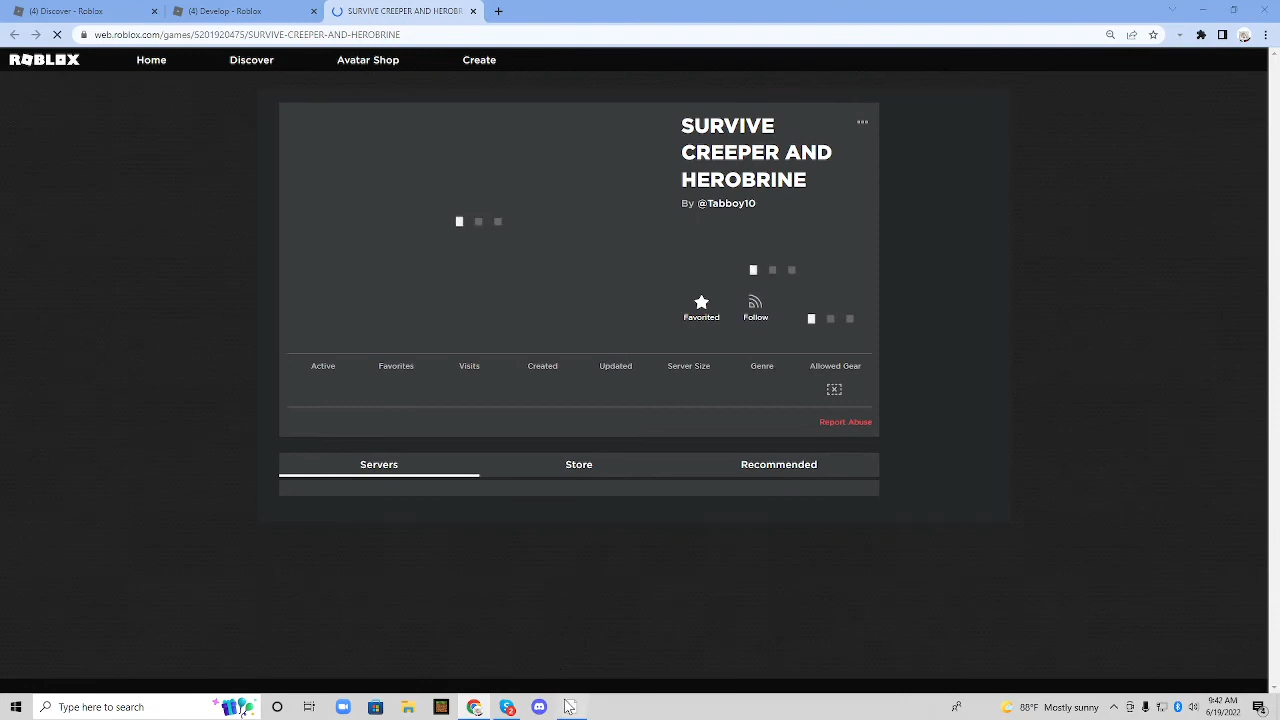 (4) Discover - Roblox
(4) Develop - Roblox
SURVIVE CREEPER AND HEROBR
web.roblox.com/games/5201920475/SURVIVE-CREEPER-AND-HEROBRINE
ROBLOX Home Discover Avatar Shop Create
SURVIVE
CREEPER AND
HEROBRINE
By @Tabboy10
Favorited Follow
Active Favorites Visits Created Updated Server Size Genre Allowed Gear
Report Abuse
Servers Store Recommended
Type here to search
2
88°F Mostly sunny
9:42 AM
6/19/2022